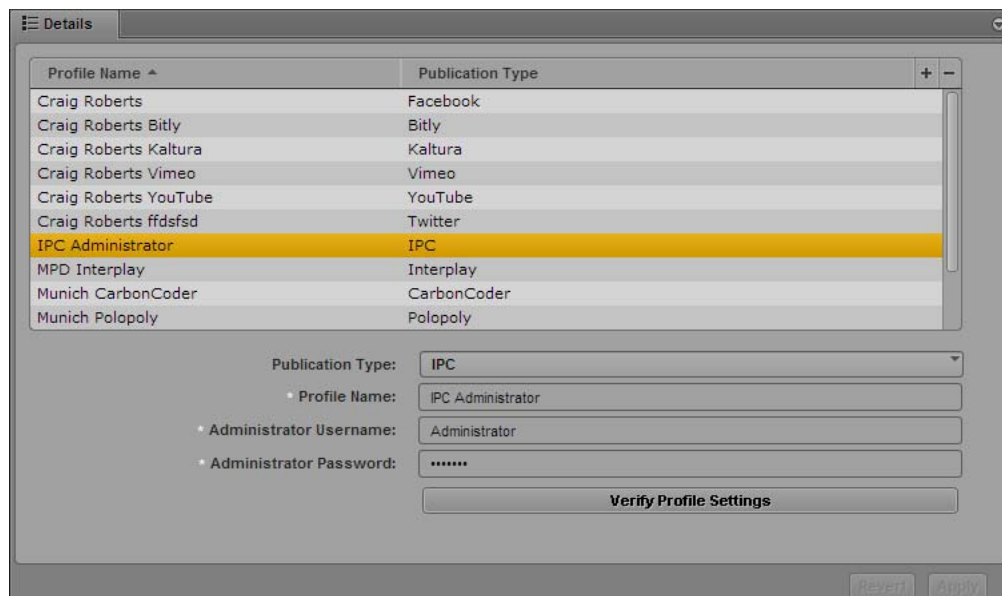 Details
Profile Name Publication Type + −
Craig Roberts Facebook
Craig Roberts Bitly Bitly
Craig Roberts Kaltura Kaltura
Craig Roberts Vimeo Vimeo
Craig Roberts YouTube YouTube
Craig Roberts ffdsfsd Twitter
IPC Administrator IPC
MPD Interplay Interplay
Munich CarbonCoder CarbonCoder
Munich Polopoly Polopoly
Publication Type: IPC
* Profile Name: IPC Administrator
* Administrator Username: Administrator
* Administrator Password: •••••••
Verify Profile Settings
Revert Apply